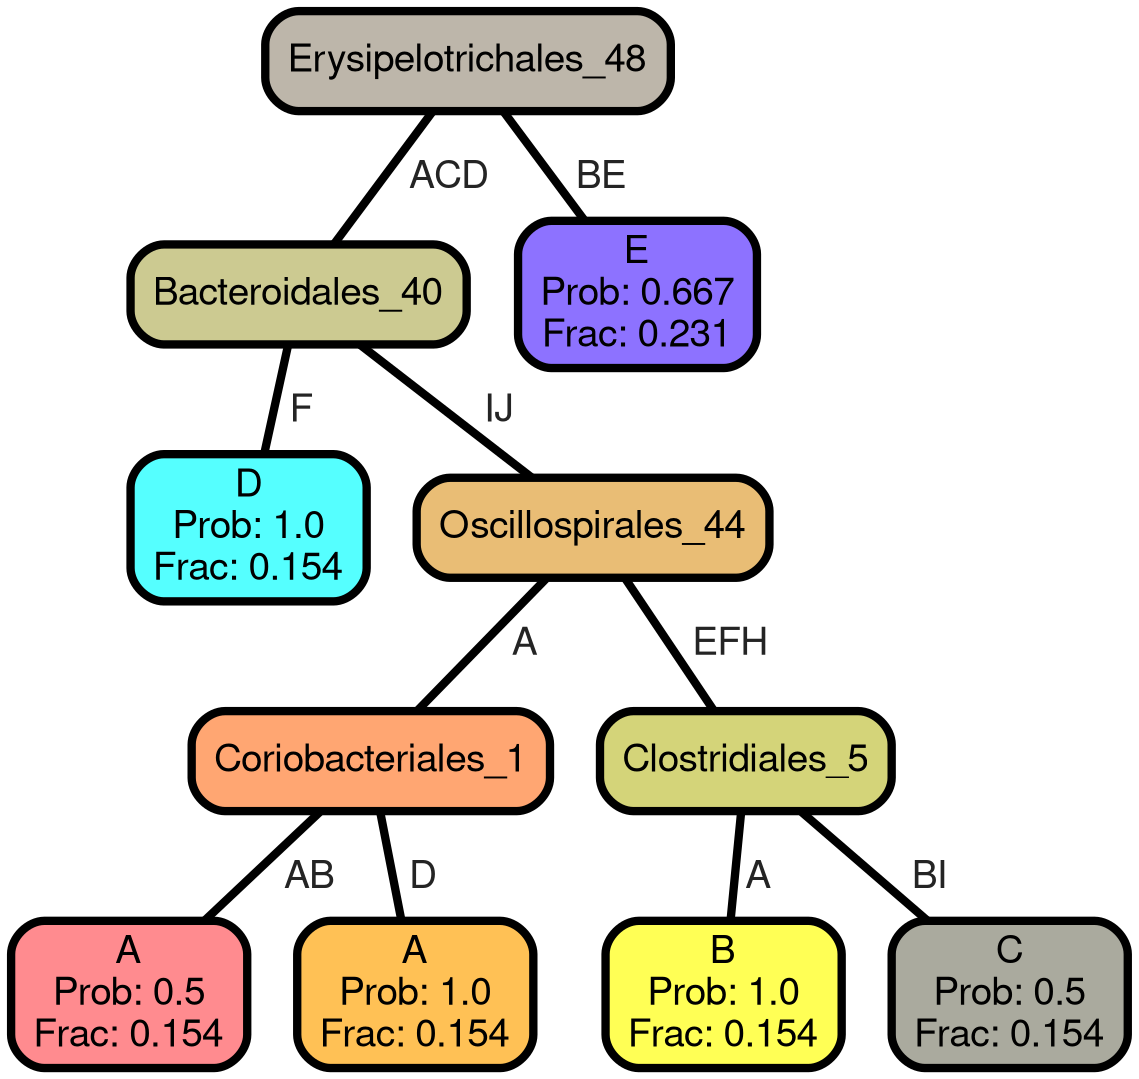 Erysipelotrichales_48
ACD
BE
Bacteroidales_40
E
Prob: 0.667
Frac: 0.231
F
IJ
D
Prob: 1.0
Frac: 0.154
Oscillospirales_44
A
EFH
Coriobacteriales_1
Clostridiales_5
AB
D
A
BI
A
Prob: 0.5
Frac: 0.154
A
Prob: 1.0
Frac: 0.154
B
Prob: 1.0
Frac: 0.154
C
Prob: 0.5
Frac: 0.154